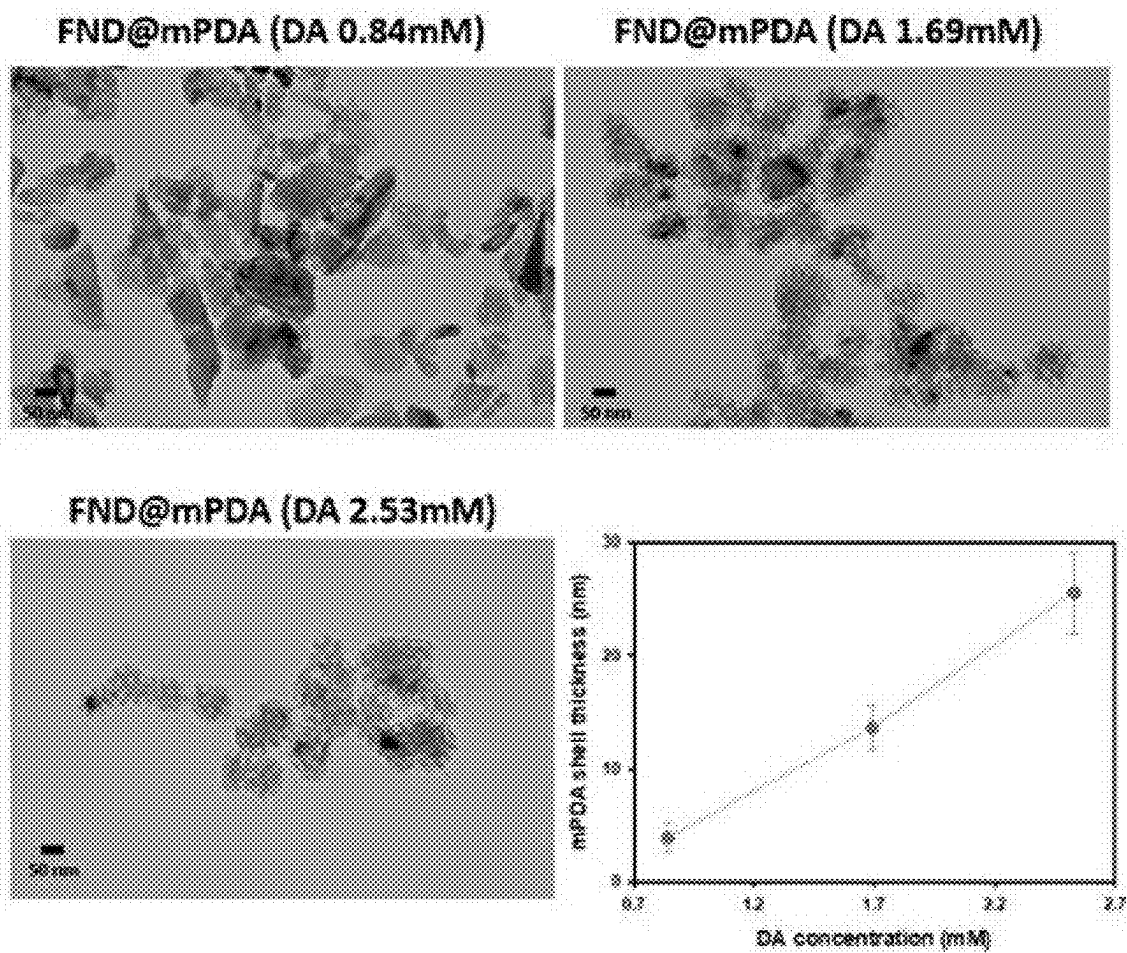 FND@mPDA (DA 0.84mM)
FND@mPDA (DA 1.69mM)
50 nm
50 nm
FND@mPDA (DA 2.53mM)
50 nm
mPDA shell thickness (nm)
30
20
10
0
0.7
1.2
1.7
2.2
2.7
DA concentration (mM)